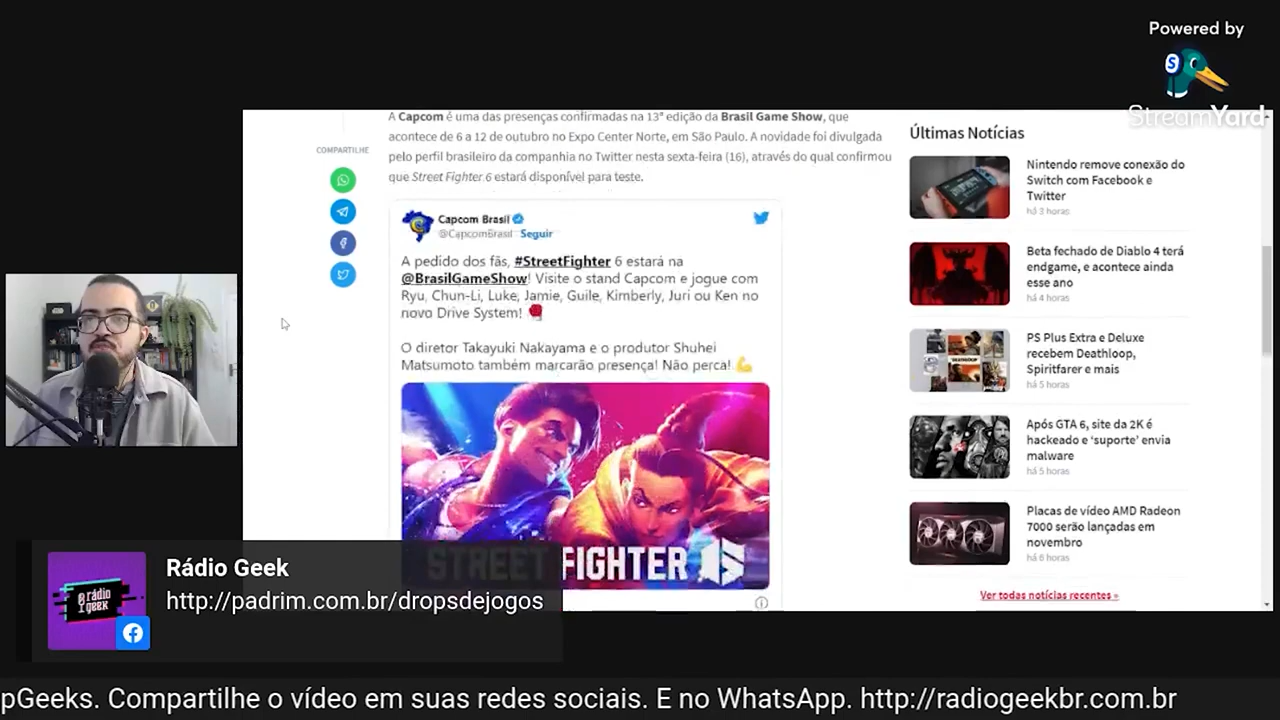 Powered by
StreamYard
A Capcom é uma das presenças confirmadas na 13ª edição da Brasil Game Show, que
acontece de 6 a 12 de outubro no Expo Center Norte, em São Paulo. A novidade foi divulgada
pelo perfil brasileiro da companhia no Twitter nesta sexta-feira (16), através do qual confirmou
que Street Fighter 6 estará disponível para teste.
COMPARTILHE
Capcom Brasil
@CapcomBrasil Seguir
A pedido dos fãs, #StreetFighter 6 estará na
@BrasilGameShow! Visite o stand Capcom e jogue com
Ryu, Chun-Li, Luke, Jamie, Guile, Kimberly, Juri ou Ken no
novo Drive System!
O diretor Takayuki Nakayama e o produtor Shuhei
Matsumoto também marcarão presença! Não perca!
STREET FIGHTER 6
Últimas Notícias
Nintendo remove conexão do
Switch com Facebook e
Twitter
há 3 horas
Beta fechado de Diablo 4 terá
endgame, e acontece ainda
esse ano
há 4 horas
PS Plus Extra e Deluxe
recebem Deathloop,
Spiritfarer e mais
há 5 horas
Após GTA 6, site da 2K é
hackeado e 'suporte' envia
malware
há 5 horas
Placas de vídeo AMD Radeon
7000 serão lançadas em
novembro
há 6 horas
Ver todas notícias recentes »
rádio
geek
Rádio Geek
http://padrim.com.br/dropsdejogos
pGeeks. Compartilhe o vídeo em suas redes sociais. E no WhatsApp. http://radiogeekbr.com.br